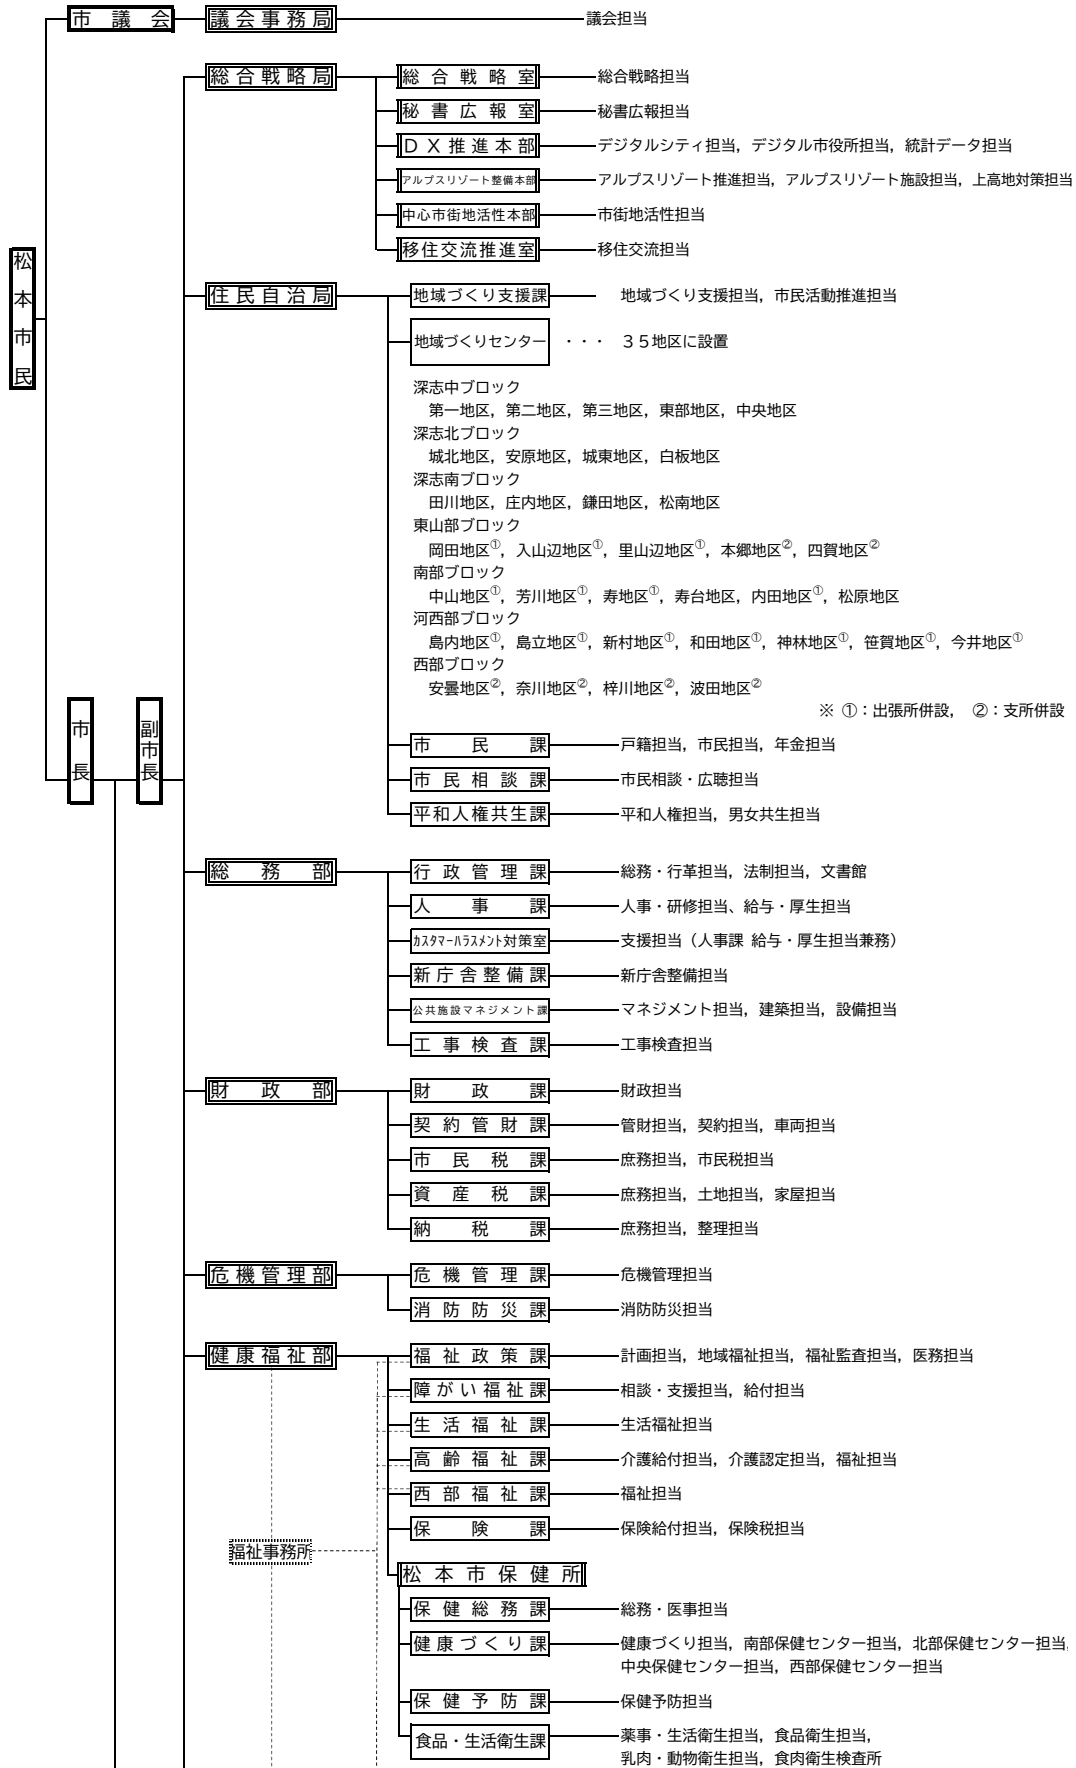 市議会 議会事務局 議会担当
総合戦略局 総合戦略室 総合戦略担当
秘書広報室 秘書広報担当
ＤＸ推進本部 デジタルシティ担当，デジタル市役所担当，統計データ担当
アルプスリゾート整備本部 アルプスリゾート推進担当，アルプスリゾート施設担当，上高地対策担当
中心市街地活性本部 市街地活性担当
移住交流推進室 移住交流担当
松本市民
住民自治局 地域づくり支援課 地域づくり支援担当，市民活動推進担当
地域づくりセンター ・・・ ３５地区に設置
深志中ブロック
第一地区，第二地区，第三地区，東部地区，中央地区
深志北ブロック
城北地区，安原地区，城東地区，白板地区
深志南ブロック
田川地区，庄内地区，鎌田地区，松南地区
東山部ブロック
岡田地区①，入山辺地区①，里山辺地区①，本郷地区②，四賀地区②
南部ブロック
中山地区①，芳川地区①，寿地区①，寿台地区，内田地区①，松原地区
河西部ブロック
島内地区①，島立地区①，新村地区①，和田地区①，神林地区①，笹賀地区①，今井地区①
西部ブロック
安曇地区②，奈川地区②，梓川地区②，波田地区②
※ ①：出張所併設， ②：支所併設
市長 副市長
市民課 戸籍担当，市民担当，年金担当
市民相談課 市民相談・広聴担当
平和人権共生課 平和人権担当，男女共生担当
総務部 行政管理課 総務・行革担当，法制担当，文書館
人事課 人事・研修担当、給与・厚生担当
ｶｽﾀﾏｰﾊﾗｽﾒﾝﾄ対策室 支援担当（人事課 給与・厚生担当兼務）
新庁舎整備課 新庁舎整備担当
公共施設マネジメント課 マネジメント担当，建築担当，設備担当
工事検査課 工事検査担当
財政部 財政課 財政担当
契約管財課 管財担当，契約担当，車両担当
市民税課 庶務担当，市民税担当
資産税課 庶務担当，土地担当，家屋担当
納税課 庶務担当，整理担当
危機管理部 危機管理課 危機管理担当
消防防災課 消防防災担当
健康福祉部 福祉政策課 計画担当，地域福祉担当，福祉監査担当，医務担当
障がい福祉課 相談・支援担当，給付担当
生活福祉課 生活福祉担当
高齢福祉課 介護給付担当，介護認定担当，福祉担当
西部福祉課 福祉担当
保険課 保険給付担当，保険税担当
福祉事務所
松本市保健所
保健総務課 総務・医事担当
健康づくり課 健康づくり担当，南部保健センター担当，北部保健センター担当，
中央保健センター担当，西部保健センター担当
保健予防課 保健予防担当
食品・生活衛生課 薬事・生活衛生担当，食品衛生担当，
乳肉・動物衛生担当，食肉衛生検査所